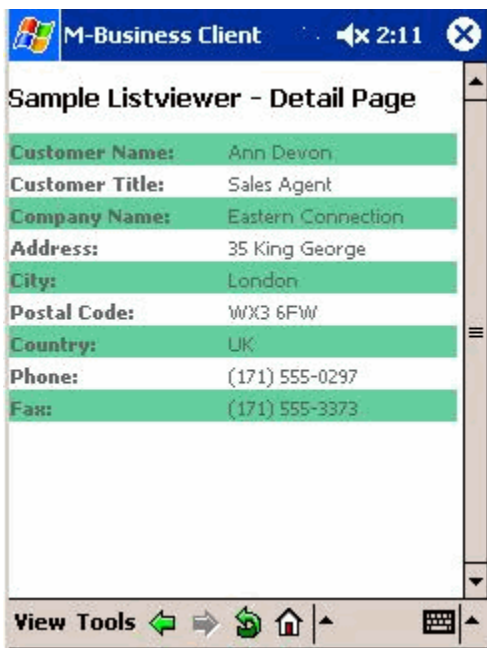 M-Business Client 2:11
Sample Listviewer - Detail Page
Customer Name: Ann Devon
Customer Title: Sales Agent
Company Name: Eastern Connection
Address: 35 King George
City: London
Postal Code: WX3 6FW
Country: UK
Phone: (171) 555-0297
Fax: (171) 555-3373
View Tools